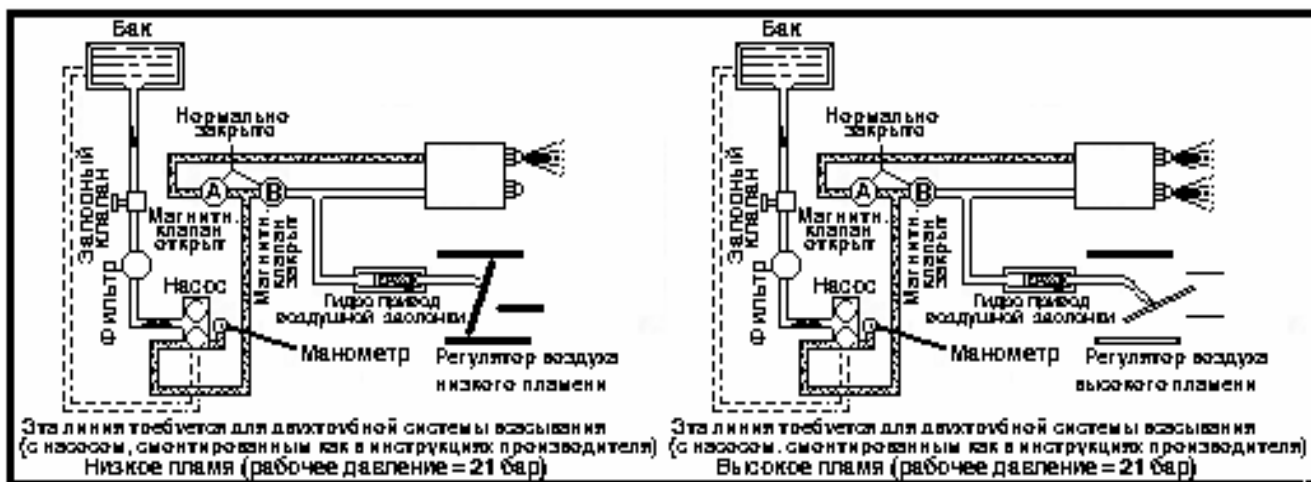 Бак
Нормально
закрыто
A
B
Запорный
клапан
Магнитн.
клапан
открыт
Магнитн.
клапан
закрыт
Фильтр
Насос
Гидро привод
воздушной заслонки
Манометр
Регулятор воздуха
низкого пламени
Эта линия требуется для двухтрубной системы всасывания
(с насосом, смонтированным как в инструкциях производителя)
Низкое пламя (рабочее давление = 21 бар)
Бак
Нормально
закрыто
A
B
Запорный
клапан
Магнитн.
клапан
открыт
Магнитн.
клапан
закрыт
Фильтр
Насос
Гидро привод
воздушной заслонки
Манометр
Регулятор воздуха
высокого пламени
Эта линия требуется для двухтрубной системы всасывания
(с насосом. смонтированным как в инструкциях производителя)
Высокое пламя (рабочее давление = 21 бар)